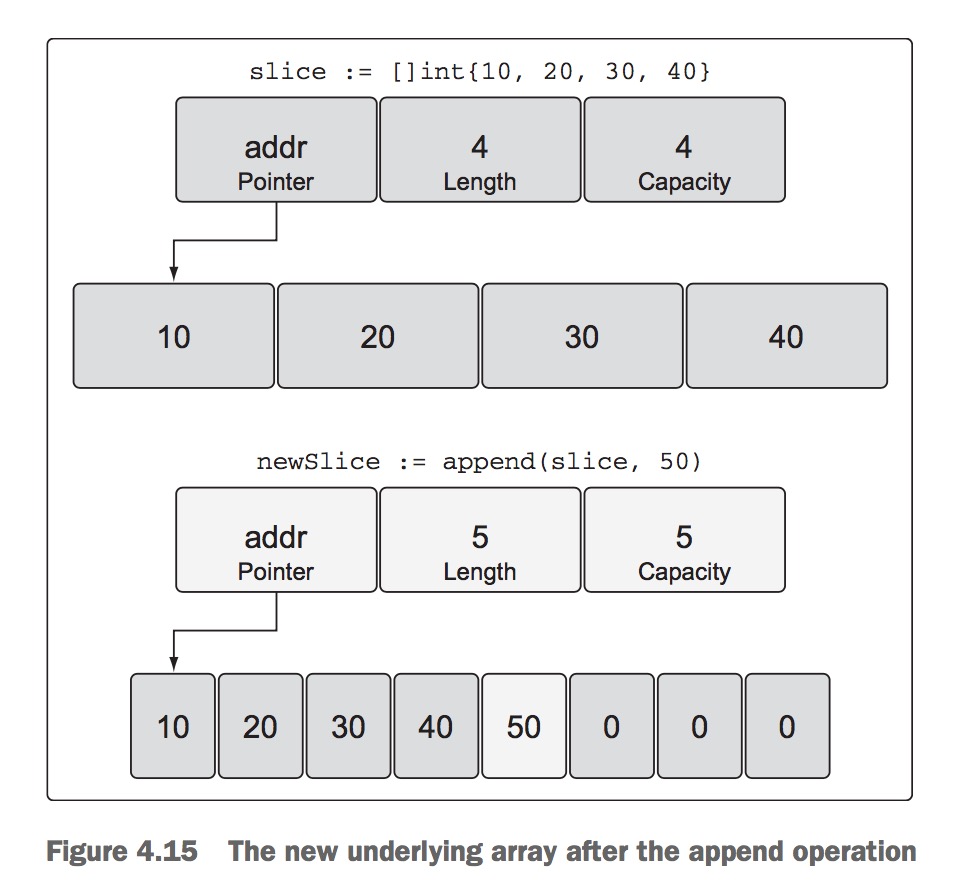 slice := []int{10, 20, 30, 40}
addr 4 4
Pointer Length Capacity
10 20 30 40
newSlice := append(slice, 50)
addr 5 5
Pointer Length Capacity
10 20 30 40 50 0 0 0
Figure 4.15 The new underlying array after the append operation